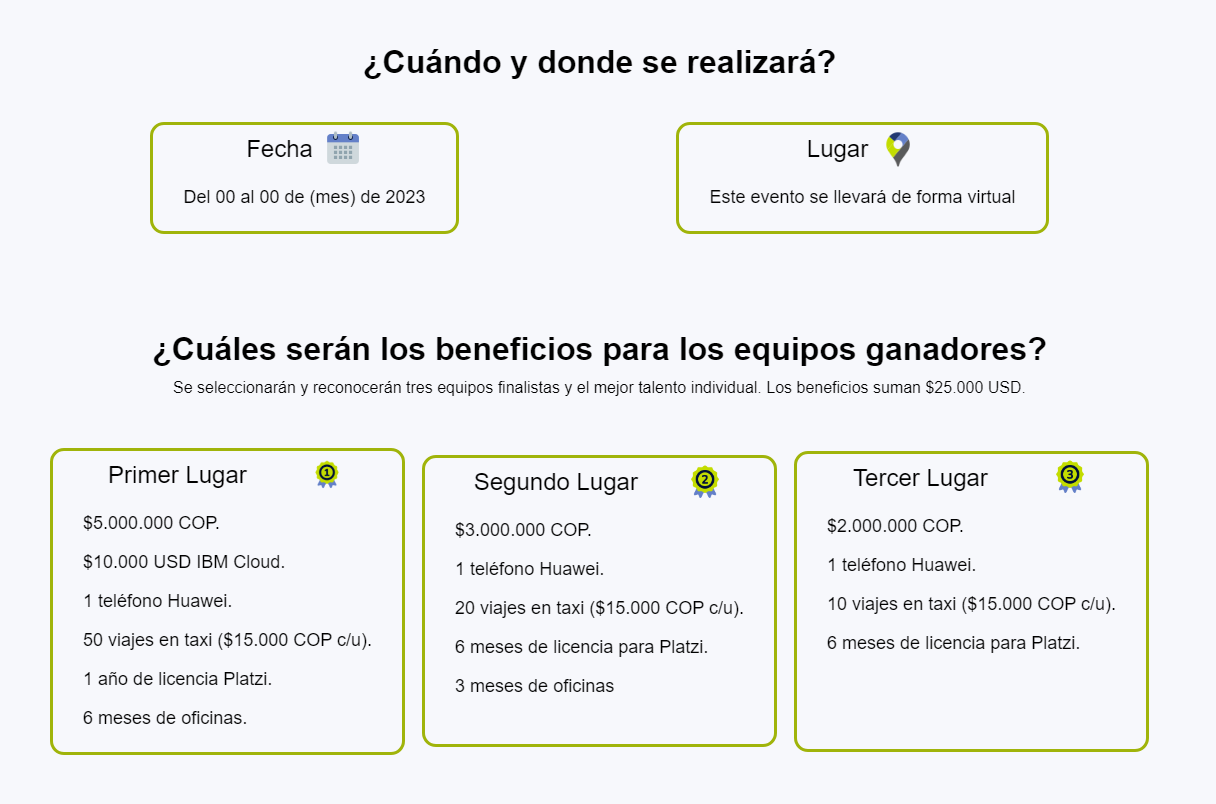 ¿Cuándo y donde se realizará?
Fecha
Del 00 al 00 de (mes) de 2023
Lugar
Este evento se llevará de forma virtual
¿Cuáles serán los beneficios para los equipos ganadores?
Se seleccionarán y reconocerán tres equipos finalistas y el mejor talento individual. Los beneficios suman $25.000 USD.
Primer Lugar
1
$5.000.000 COP.
$10.000 USD IBM Cloud.
1 teléfono Huawei.
50 viajes en taxi ($15.000 COP c/u).
1 año de licencia Platzi.
6 meses de oficinas.
Segundo Lugar
2
$3.000.000 COP.
1 teléfono Huawei.
20 viajes en taxi ($15.000 COP c/u).
6 meses de licencia para Platzi.
3 meses de oficinas
Tercer Lugar
3
$2.000.000 COP.
1 teléfono Huawei.
10 viajes en taxi ($15.000 COP c/u).
6 meses de licencia para Platzi.